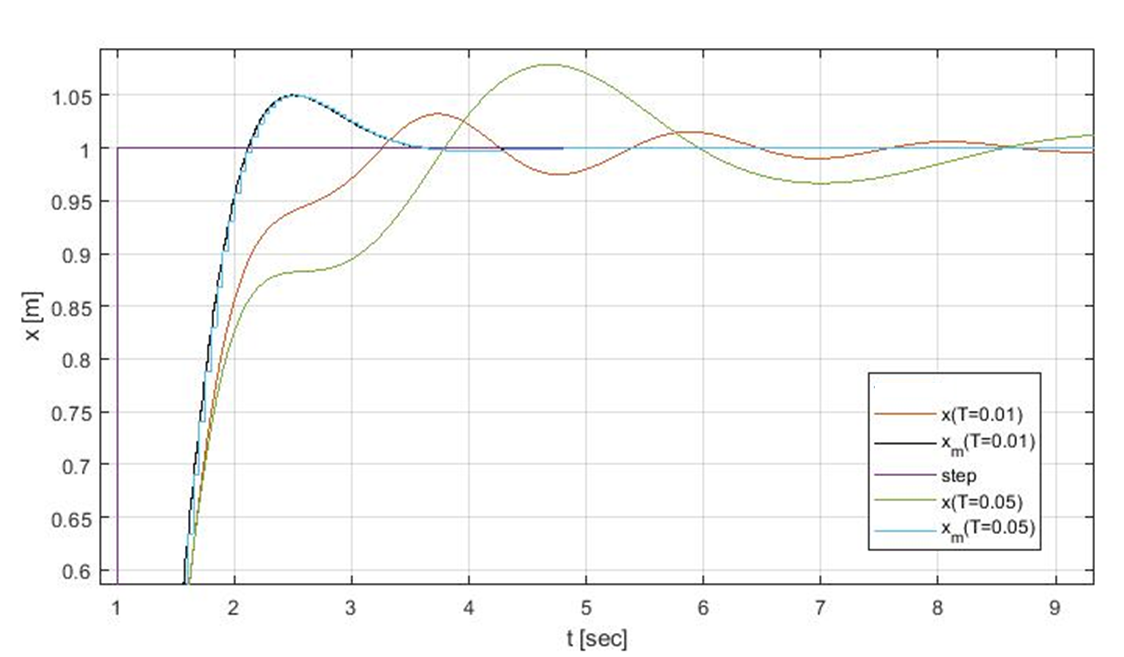 1.05
1
0.95
0.9
0.85
0.8
0.75
0.7
0.65
0.6
x [m]
1 2 3 4 5 6 7 8 9
t [sec]
x(T=0.01)
x_m(T=0.01)
step
x(T=0.05)
x_m(T=0.05)